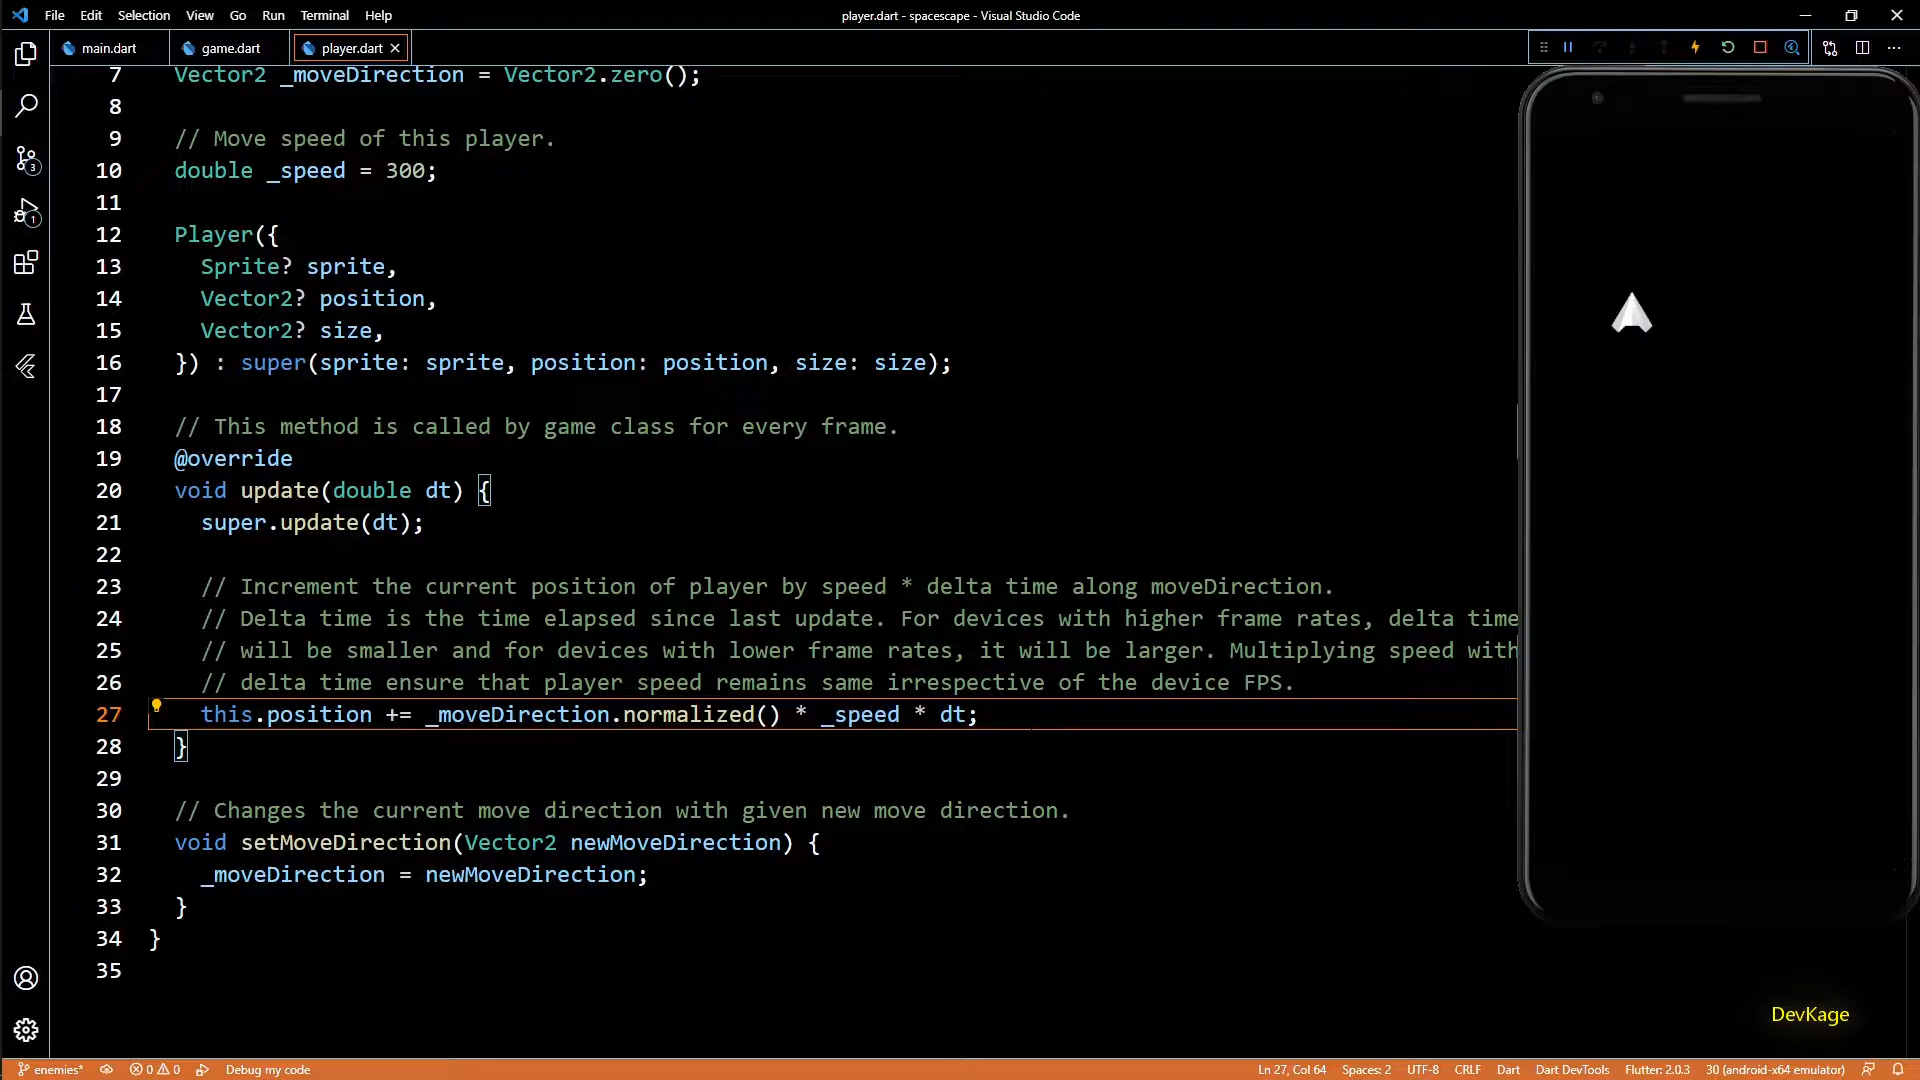 File Edit Selection View Go Run Terminal Help
player.dart - spacescape - Visual Studio Code
main.dart
game.dart
player.dart
7 Vector2 _moveDirection = Vector2.zero();
8
9 // Move speed of this player.
10 double _speed = 300;
11
12 Player({
13 Sprite? sprite,
14 Vector2? position,
15 Vector2? size,
16 }) : super(sprite: sprite, position: position, size: size);
17
18 // This method is called by game class for every frame.
19 @override
20 void update(double dt) {
21 super.update(dt);
22
23 // Increment the current position of player by speed * delta time along moveDirection.
24 // Delta time is the time elapsed since last update. For devices with higher frame rates, delta time
25 // will be smaller and for devices with lower frame rates, it will be larger. Multiplying speed with
26 // delta time ensure that player speed remains same irrespective of the device FPS.
27 this.position += _moveDirection.normalized() * _speed * dt;
28 }
29
30 // Changes the current move direction with given new move direction.
31 void setMoveDirection(Vector2 newMoveDirection) {
32 _moveDirection = newMoveDirection;
33 }
34 }
35
3
1
DevKage
enemies* 0 0 Debug my code
Ln 27, Col 64 Spaces: 2 UTF-8 CRLF Dart Dart DevTools Flutter: 2.0.3 30 (android-x64 emulator)